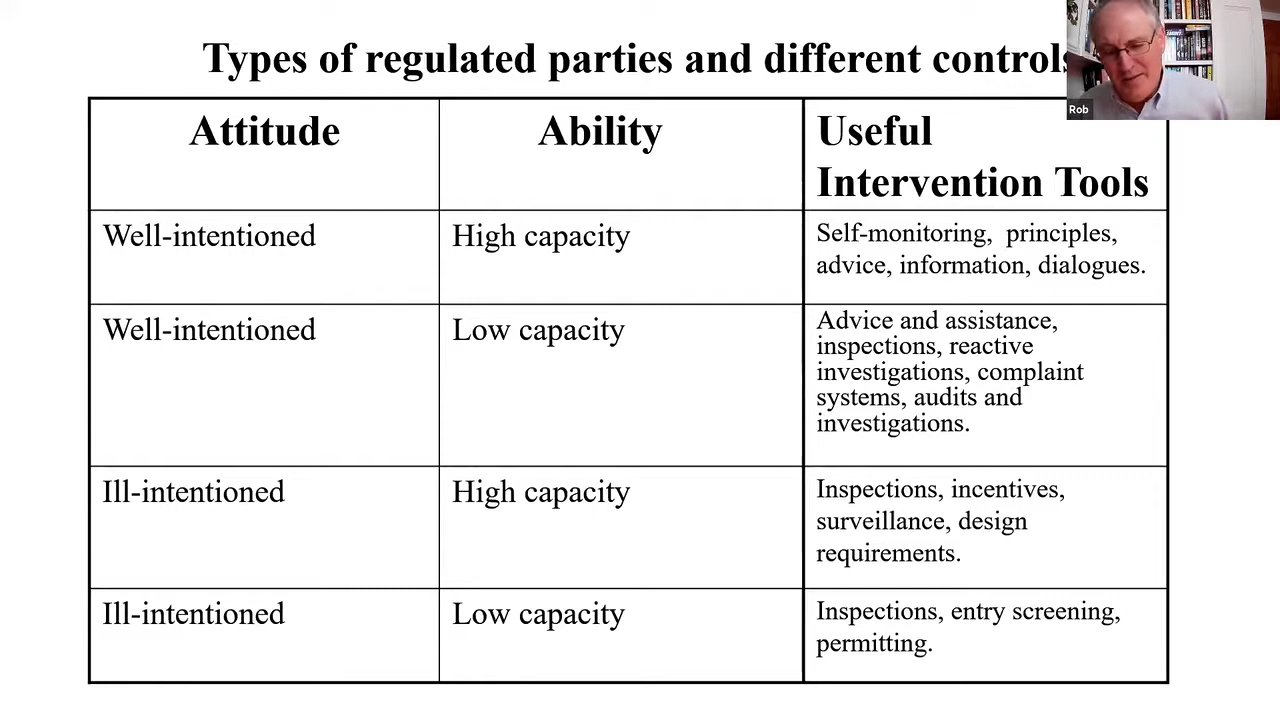 Types of regulated parties and different controls
Rob
Attitude
Ability
Useful
Intervention Tools
Well-intentioned
High capacity
Self-monitoring, principles,
advice, information, dialogues.
Well-intentioned
Low capacity
Advice and assistance,
inspections, reactive
investigations, complaint
systems, audits and
investigations.
Ill-intentioned
High capacity
Inspections, incentives,
surveillance, design
requirements.
Ill-intentioned
Low capacity
Inspections, entry screening,
permitting.